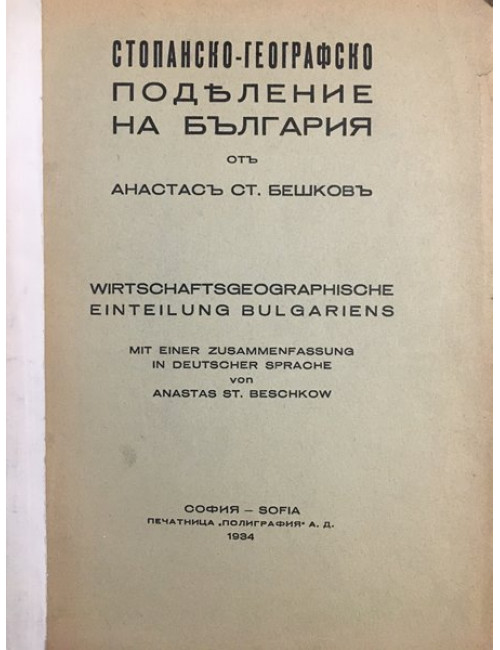 СТОПАНСКО-ГЕОГРАФСКО
ПОДѢЛЕНИЕ
НА БЪЛГАРИЯ
ОТЪ
АНАСТАСЪ СТ. БЕШКОВЪ
WIRTSCHAFTSGEOGRAPHISCHE
EINTEILUNG BULGARIENS
MIT EINER ZUSAMMENFASSUNG
IN DEUTSCHER SPRACHE
von
ANASTAS ST. BESCHKOW
СОФИЯ — SOFIA
ПЕЧАТНИЦА „ПОЛИГРАФИЯ“ А. Д.
1934